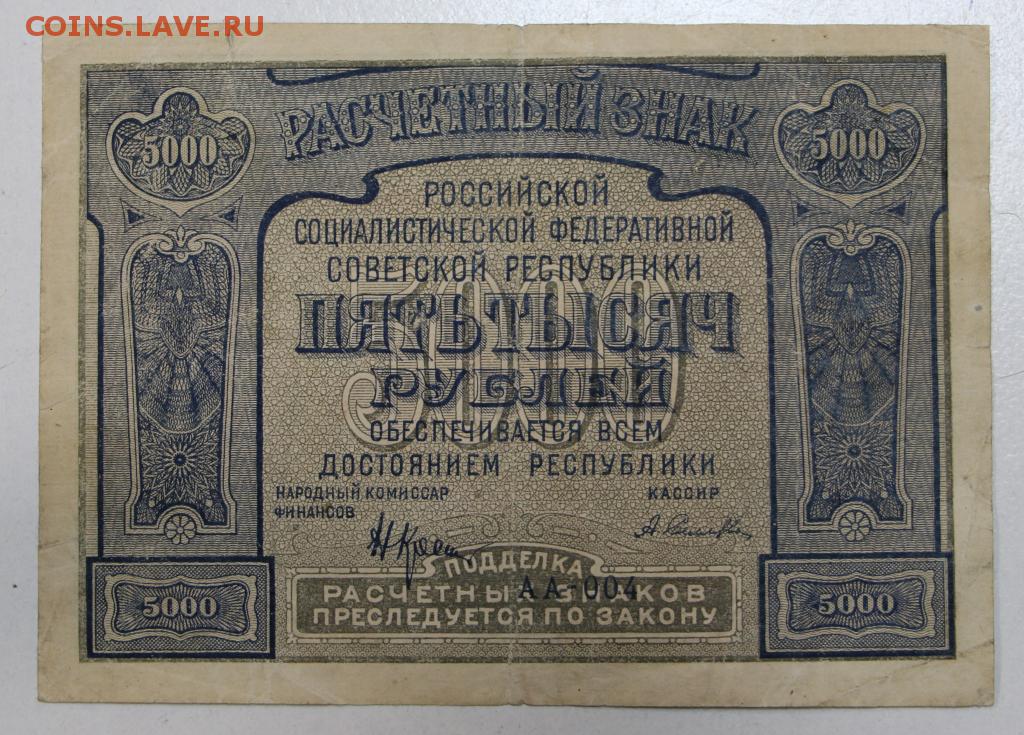 COINS.LAVE.RU
РАСЧЕТНЫЙ ЗНАК
5000
5000
РОССИЙСКОЙ
СОЦИАЛИСТИЧЕСКОЙ ФЕДЕРАТИВНОЙ
СОВЕТСКОЙ РЕСПУБЛИКИ
5000
ПЯТЬ ТЫСЯЧ
РУБЛЕЙ
ОБЕСПЕЧИВАЕТСЯ ВСЕМ
ДОСТОЯНИЕМ РЕСПУБЛИКИ
НАРОДНЫЙ КОМИССАР
ФИНАНСОВ
КАССИР
ПОДДЕЛКА
АА-004
РАСЧЕТНЫХ ЗНАКОВ
ПРЕСЛЕДУЕТСЯ ПО ЗАКОНУ
5000
5000